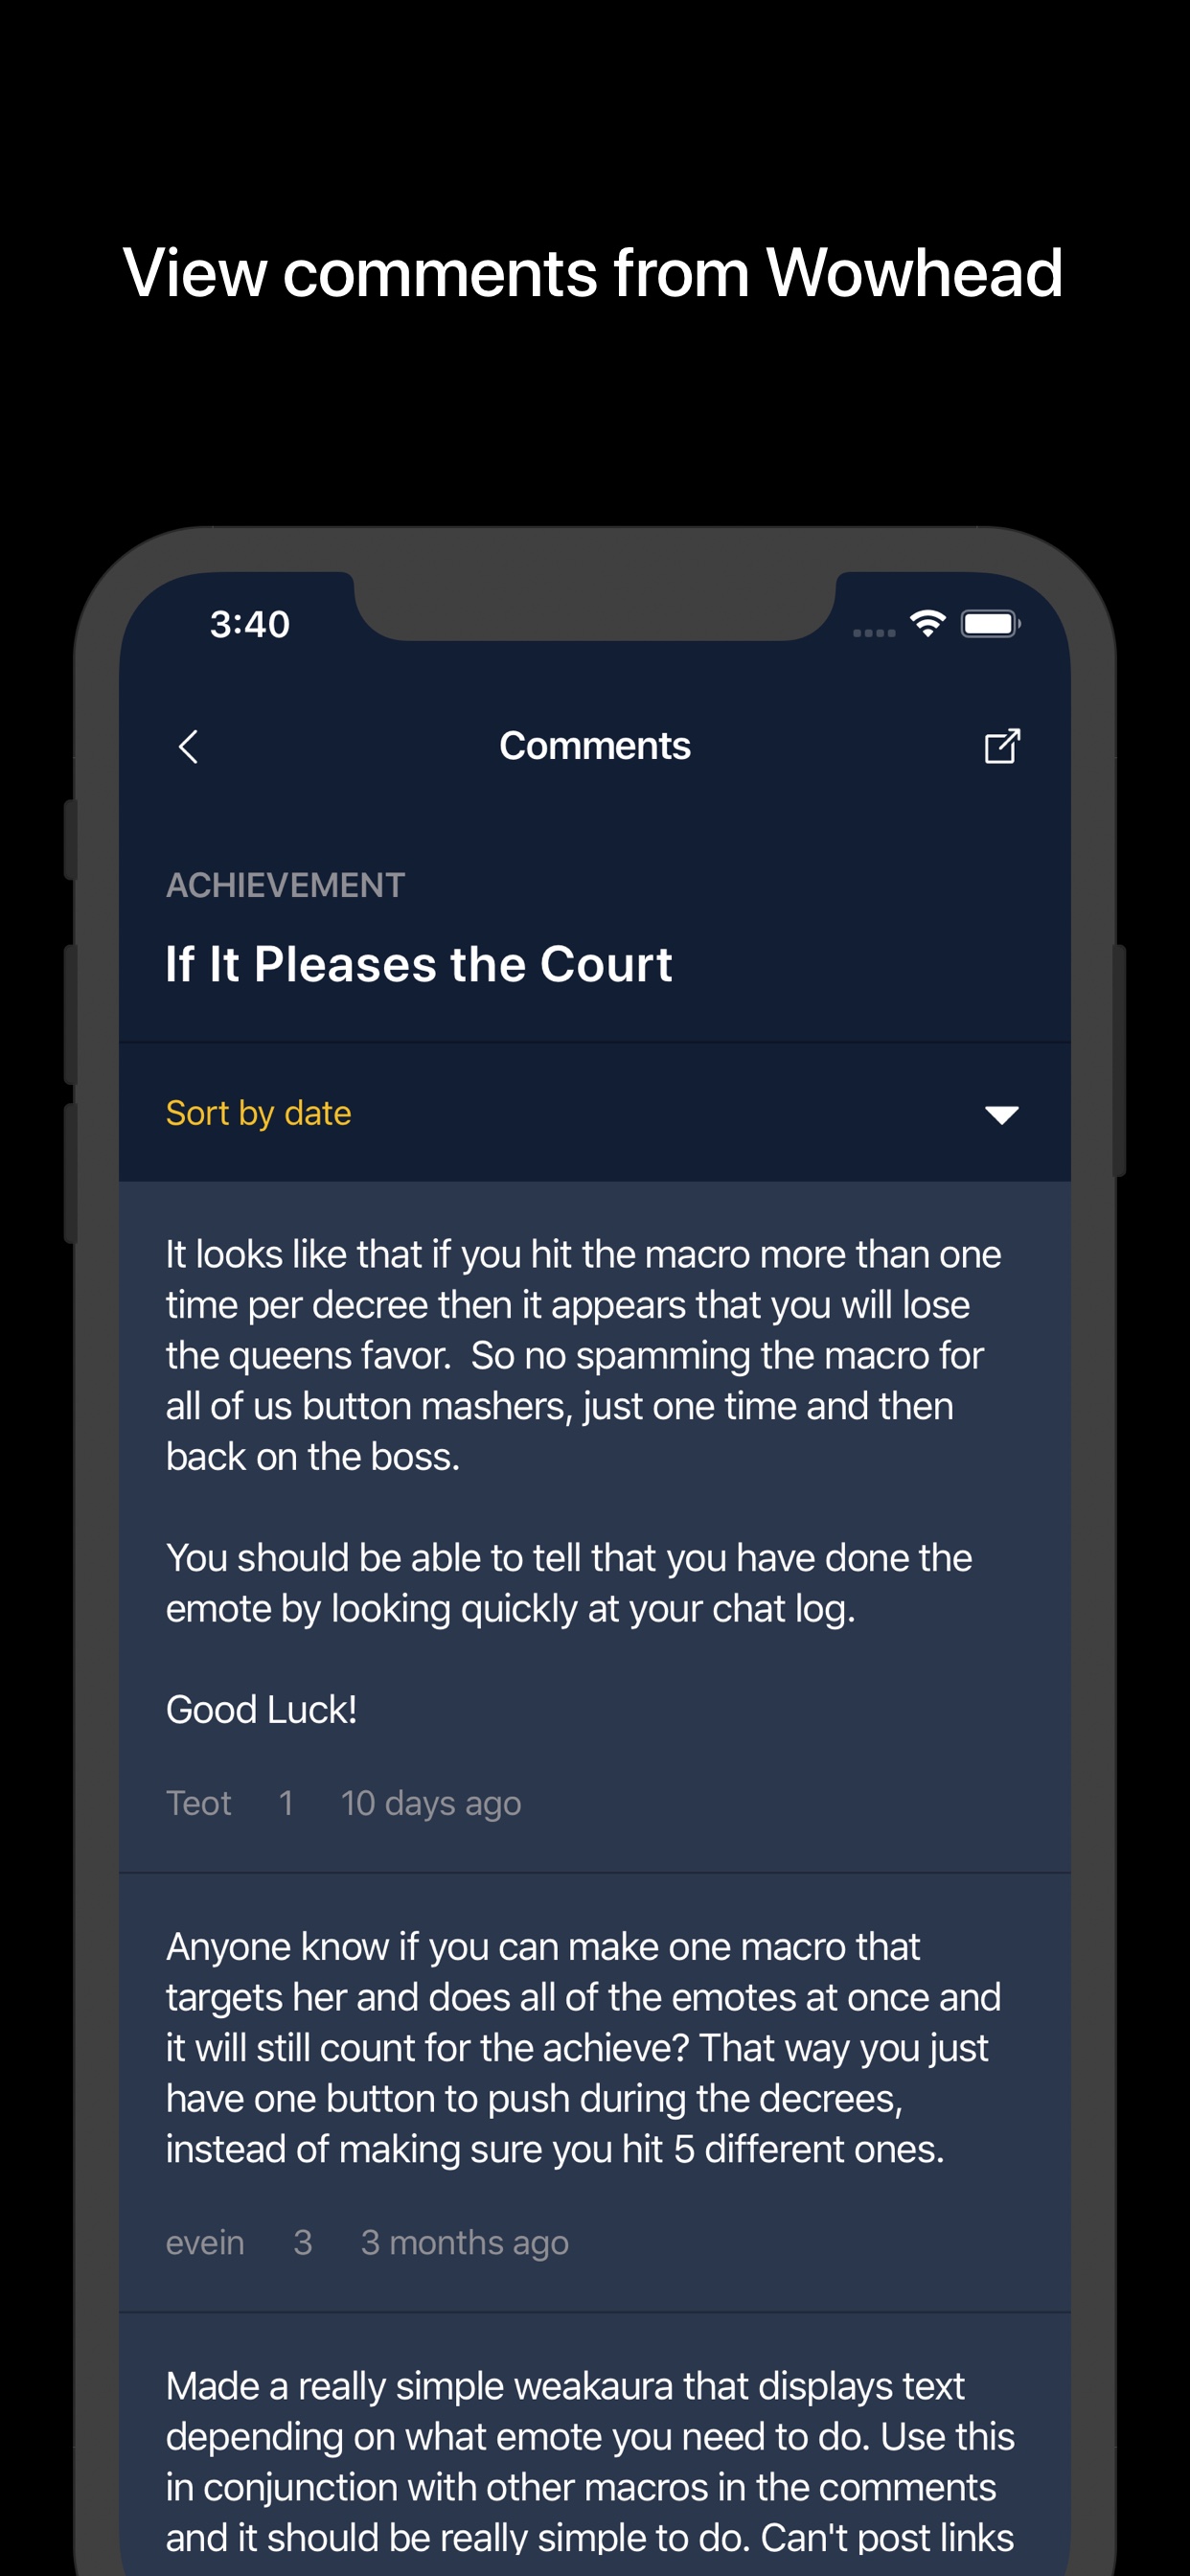 View comments from Wowhead
3:40
Comments
ACHIEVEMENT
If It Pleases the Court
Sort by date
It looks like that if you hit the macro more than one
time per decree then it appears that you will lose
the queens favor.  So no spamming the macro for
all of us button mashers, just one time and then
back on the boss.
You should be able to tell that you have done the
emote by looking quickly at your chat log.
Good Luck!
Teot 1 10 days ago
Anyone know if you can make one macro that
targets her and does all of the emotes at once and
it will still count for the achieve? That way you just
have one button to push during the decrees,
instead of making sure you hit 5 different ones.
evein 3 3 months ago
Made a really simple weakaura that displays text
depending on what emote you need to do. Use this
in conjunction with other macros in the comments
and it should be really simple to do. Can't post links